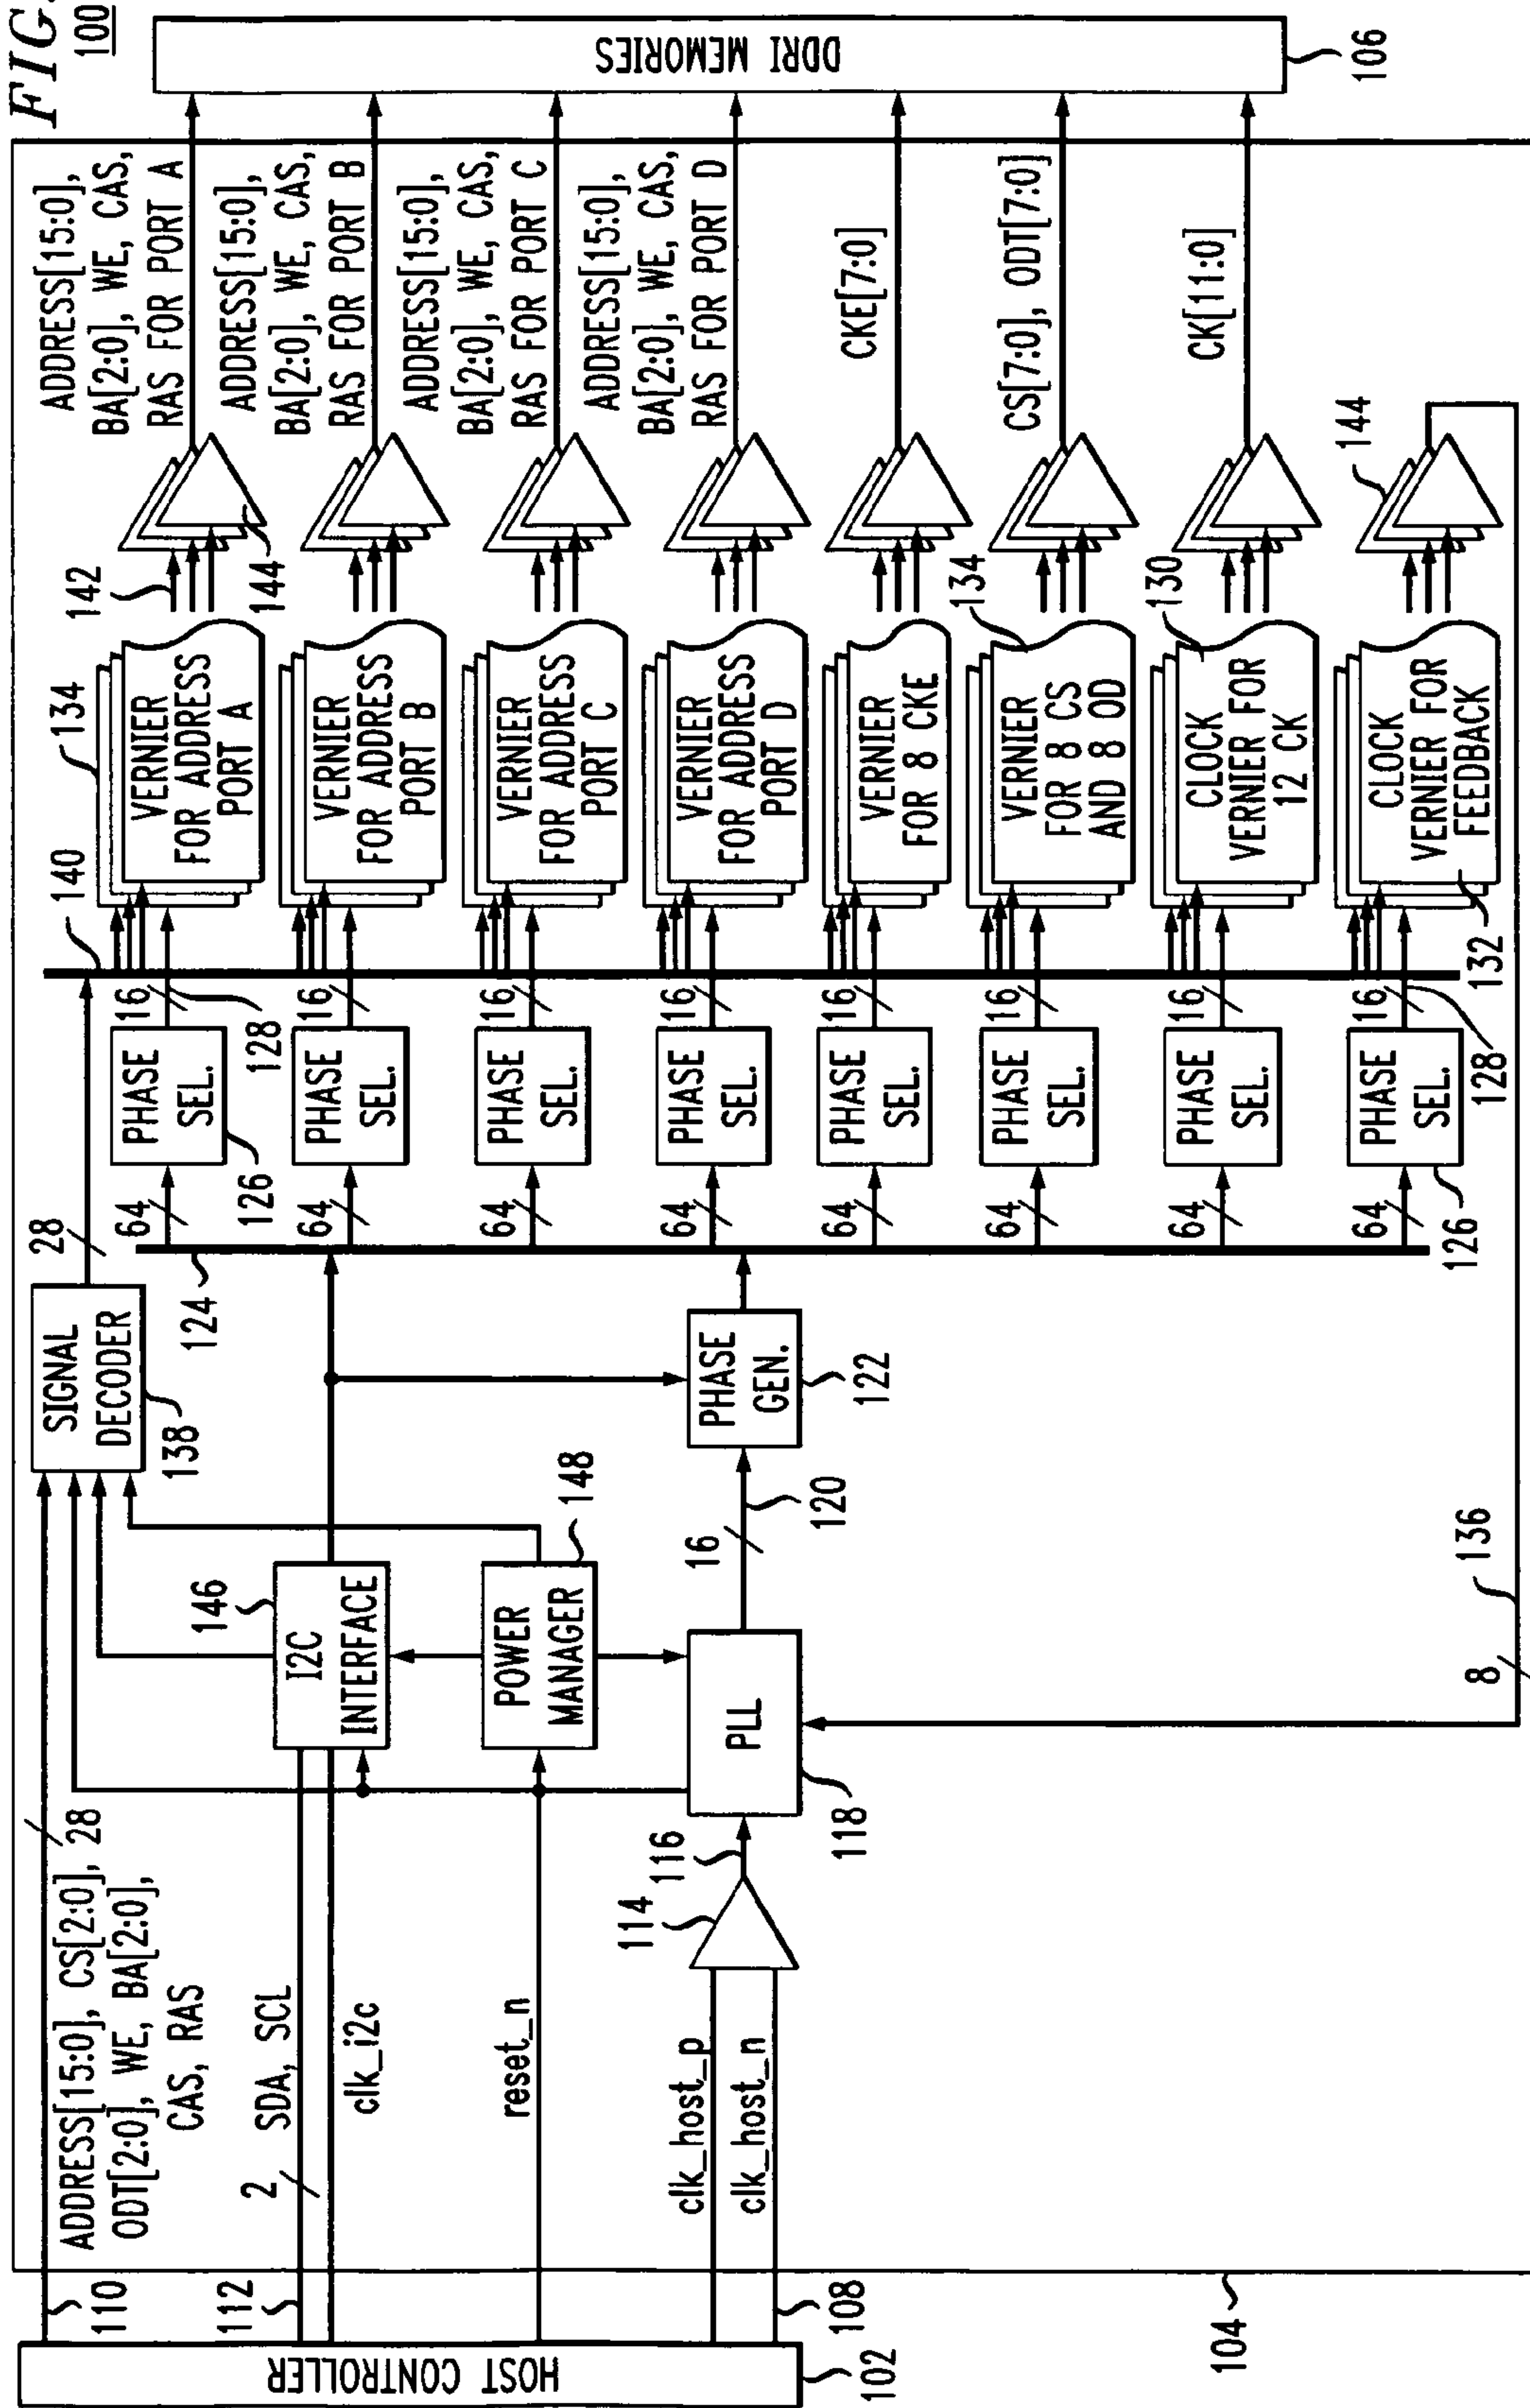 FIG.
100
HOST CONTROLLER
102
104
110
112
108
ADDRESS[15:0], CS[2:0], 28
ODT[2:0], WE, BA[2:0],
CAS, RAS
2
SDA, SCL
clk_i2c
reset_n
clk_host_p
clk_host_n
114
116
PLL
118
I2C
INTERFACE
146
POWER
MANAGER
148
16
120
PHASE
GEN.
122
SIGNAL
DECODER
138
28
124
64
PHASE
SEL.
126
16
128
64
PHASE
SEL.
16
64
PHASE
SEL.
16
64
PHASE
SEL.
16
64
PHASE
SEL.
16
64
PHASE
SEL.
16
64
PHASE
SEL.
16
64
PHASE
SEL.
126
16
128
140
134
VERNIER
FOR ADDRESS
PORT A
VERNIER
FOR ADDRESS
PORT B
VERNIER
FOR ADDRESS
PORT C
VERNIER
FOR ADDRESS
PORT D
VERNIER
FOR 8 CKE
134
VERNIER
FOR 8 CS
AND 8 OD
130
CLOCK
VERNIER FOR
12 CK
CLOCK
VERNIER FOR
FEEDBACK
132
142
144
144
136
8
ADDRESS[15:0],
BA[2:0], WE, CAS,
RAS FOR PORT A
ADDRESS[15:0],
BA[2:0], WE, CAS,
RAS FOR PORT B
ADDRESS[15:0],
BA[2:0], WE, CAS,
RAS FOR PORT C
ADDRESS[15:0],
BA[2:0], WE, CAS,
RAS FOR PORT D
CKE[7:0]
CS[7:0], ODT[7:0]
CK[11:0]
DDRI MEMORIES
106